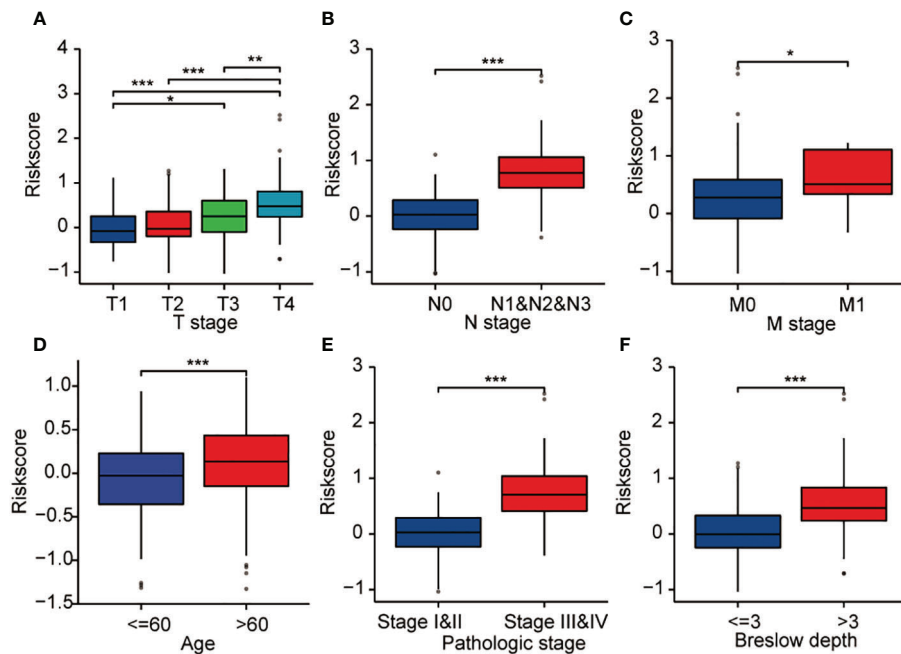 A
Riskscore
4
3
2
1
0
−1
***
***
**
*
T1 T2 T3 T4
T stage
B
Riskscore
3
2
1
0
−1
***
N0 N1&N2&N3
N stage
C
Riskscore
3
2
1
0
−1
*
M0 M1
M stage
D
Riskscore
1.0
0.5
0.0
−0.5
−1.0
−1.5
***
<=60 >60
Age
E
Riskscore
3
2
1
0
−1
***
Stage I&II Stage III&IV
Pathologic stage
F
Riskscore
3
2
1
0
−1
***
<=3 >3
Breslow depth